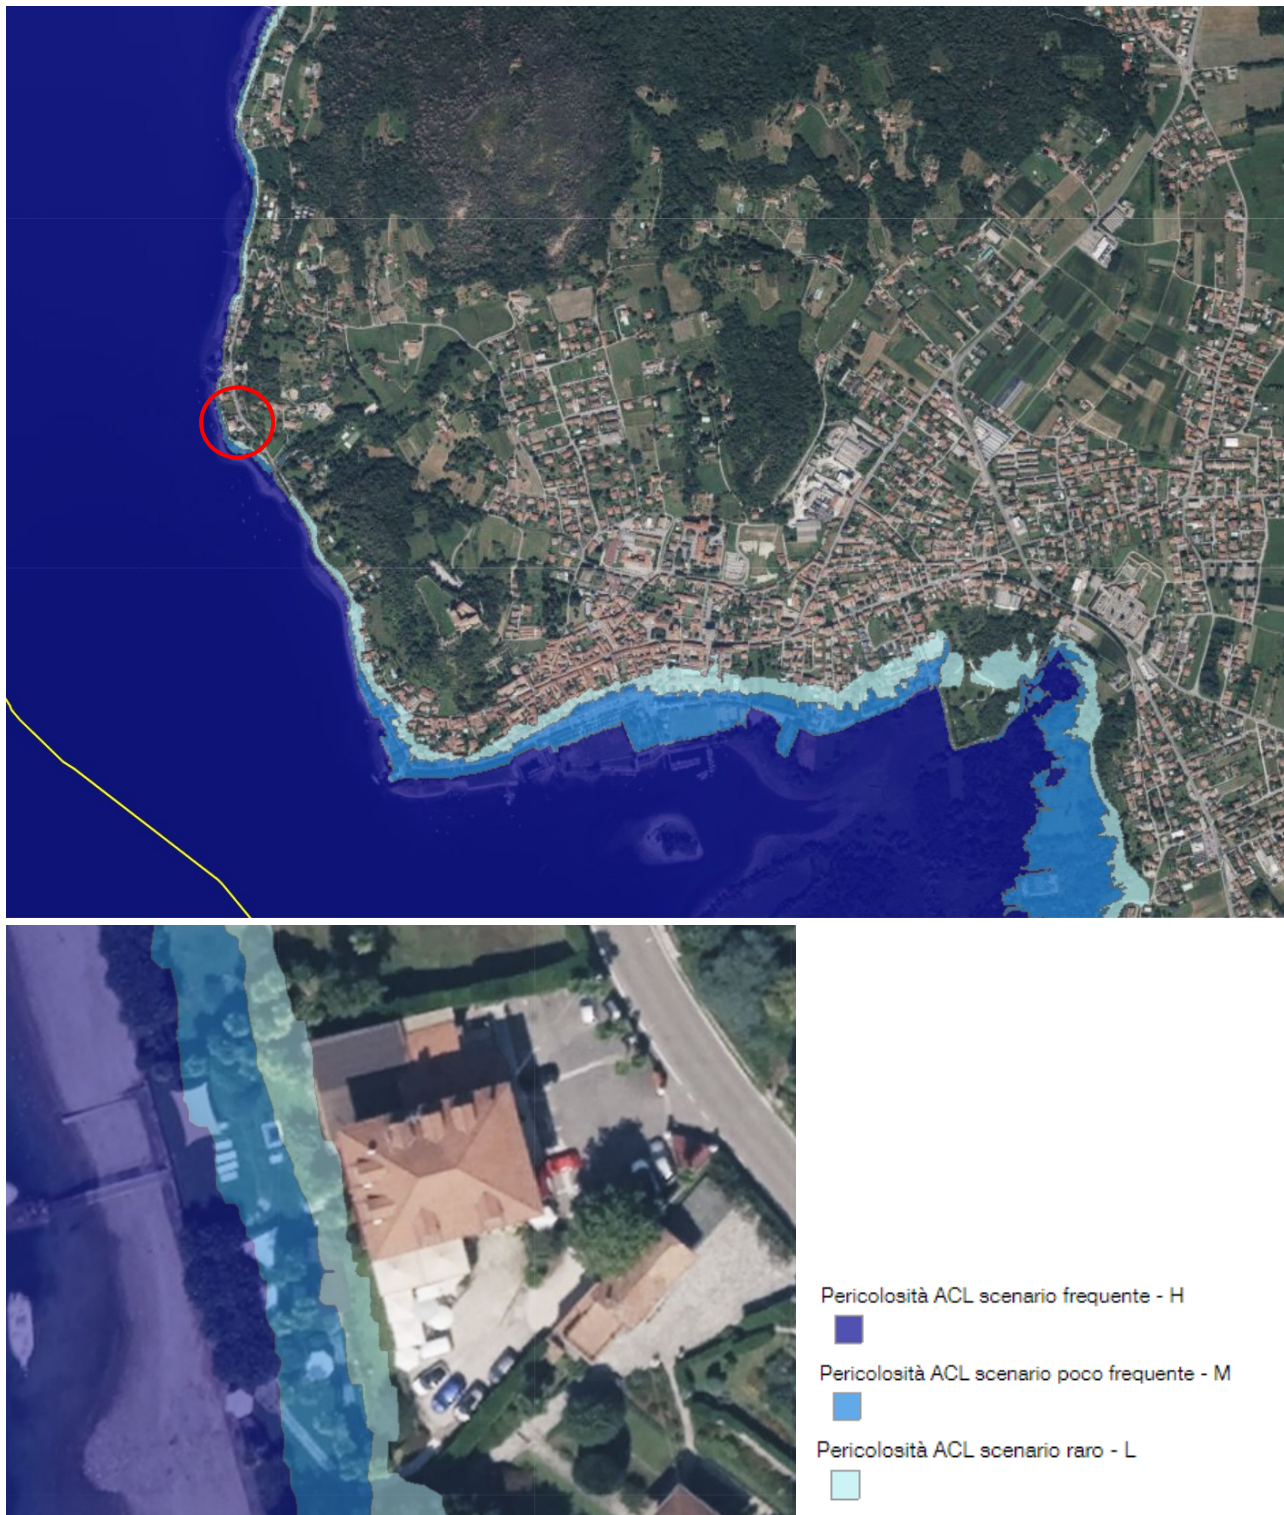 Pericolosità ACL scenario frequente - H
Pericolosità ACL scenario poco frequente - M
Pericolosità ACL scenario raro - L